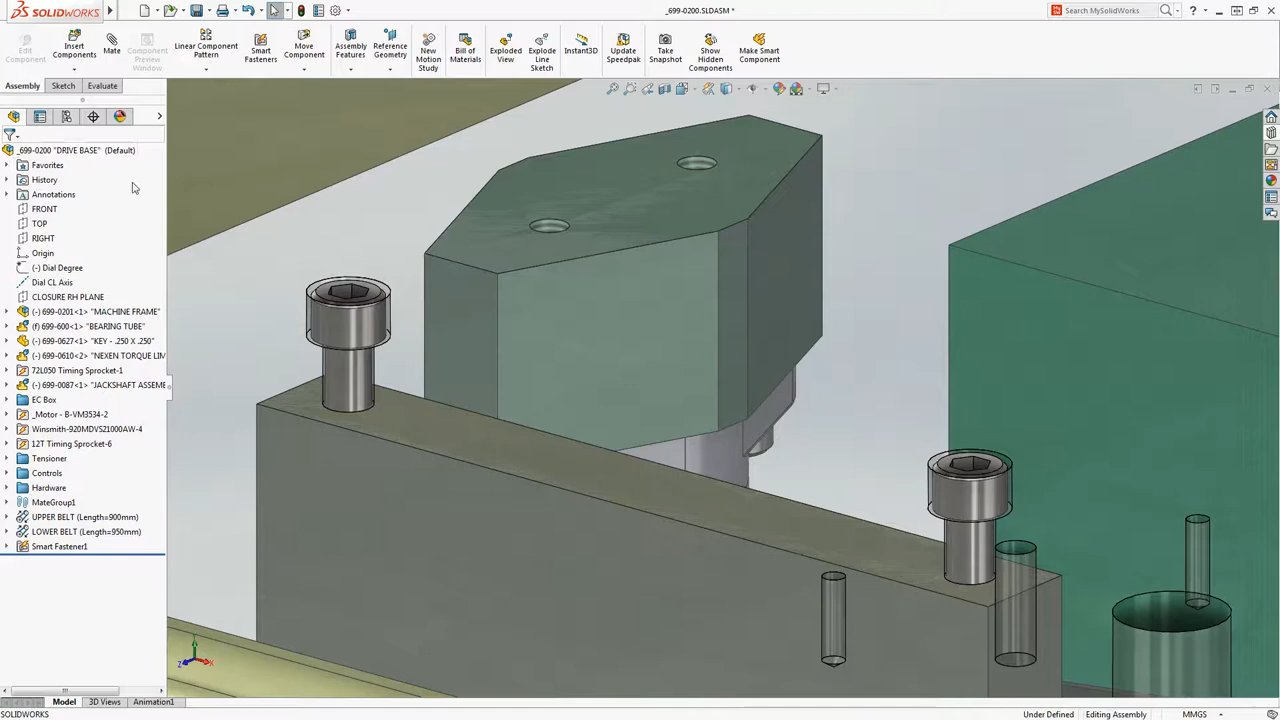 SOLIDWORKS
_699-0200.SLDASM *
Search MySolidWorks
Edit Component
Insert Components
Mate
Component Preview Window
Linear Component Pattern
Smart Fasteners
Move Component
Assembly Features
Reference Geometry
New Motion Study
Bill of Materials
Exploded View
Explode Line Sketch
Instant3D
Update Speedpak
Take Snapshot
Show Hidden Components
Make Smart Component
Assembly
Sketch
Evaluate
_699-0200 "DRIVE BASE" (Default)
Favorites
History
Annotations
FRONT
TOP
RIGHT
Origin
(-) Dial Degree
Dial CL Axis
CLOSURE RH PLANE
(-) 699-0201<1> "MACHINE FRAME"
(f) 699-600<1> "BEARING TUBE"
(-) 699-0627<1> "KEY - .250 X .250"
(-) 699-0610<2> "NEXEN TORQUE LIM
72L050 Timing Sprocket-1
(-) 699-0087<1> "JACKSHAFT ASSEME
EC Box
_Motor - B-VM3534-2
Winsmith-920MDVS21000AW-4
12T Timing Sprocket-6
Tensioner
Controls
Hardware
MateGroup1
UPPER BELT (Length=900mm)
LOWER BELT (Length=950mm)
Smart Fastener1
Y
Z
X
Model
3D Views
Animation1
SOLIDWORKS
Under Defined
Editing Assembly
MMGS